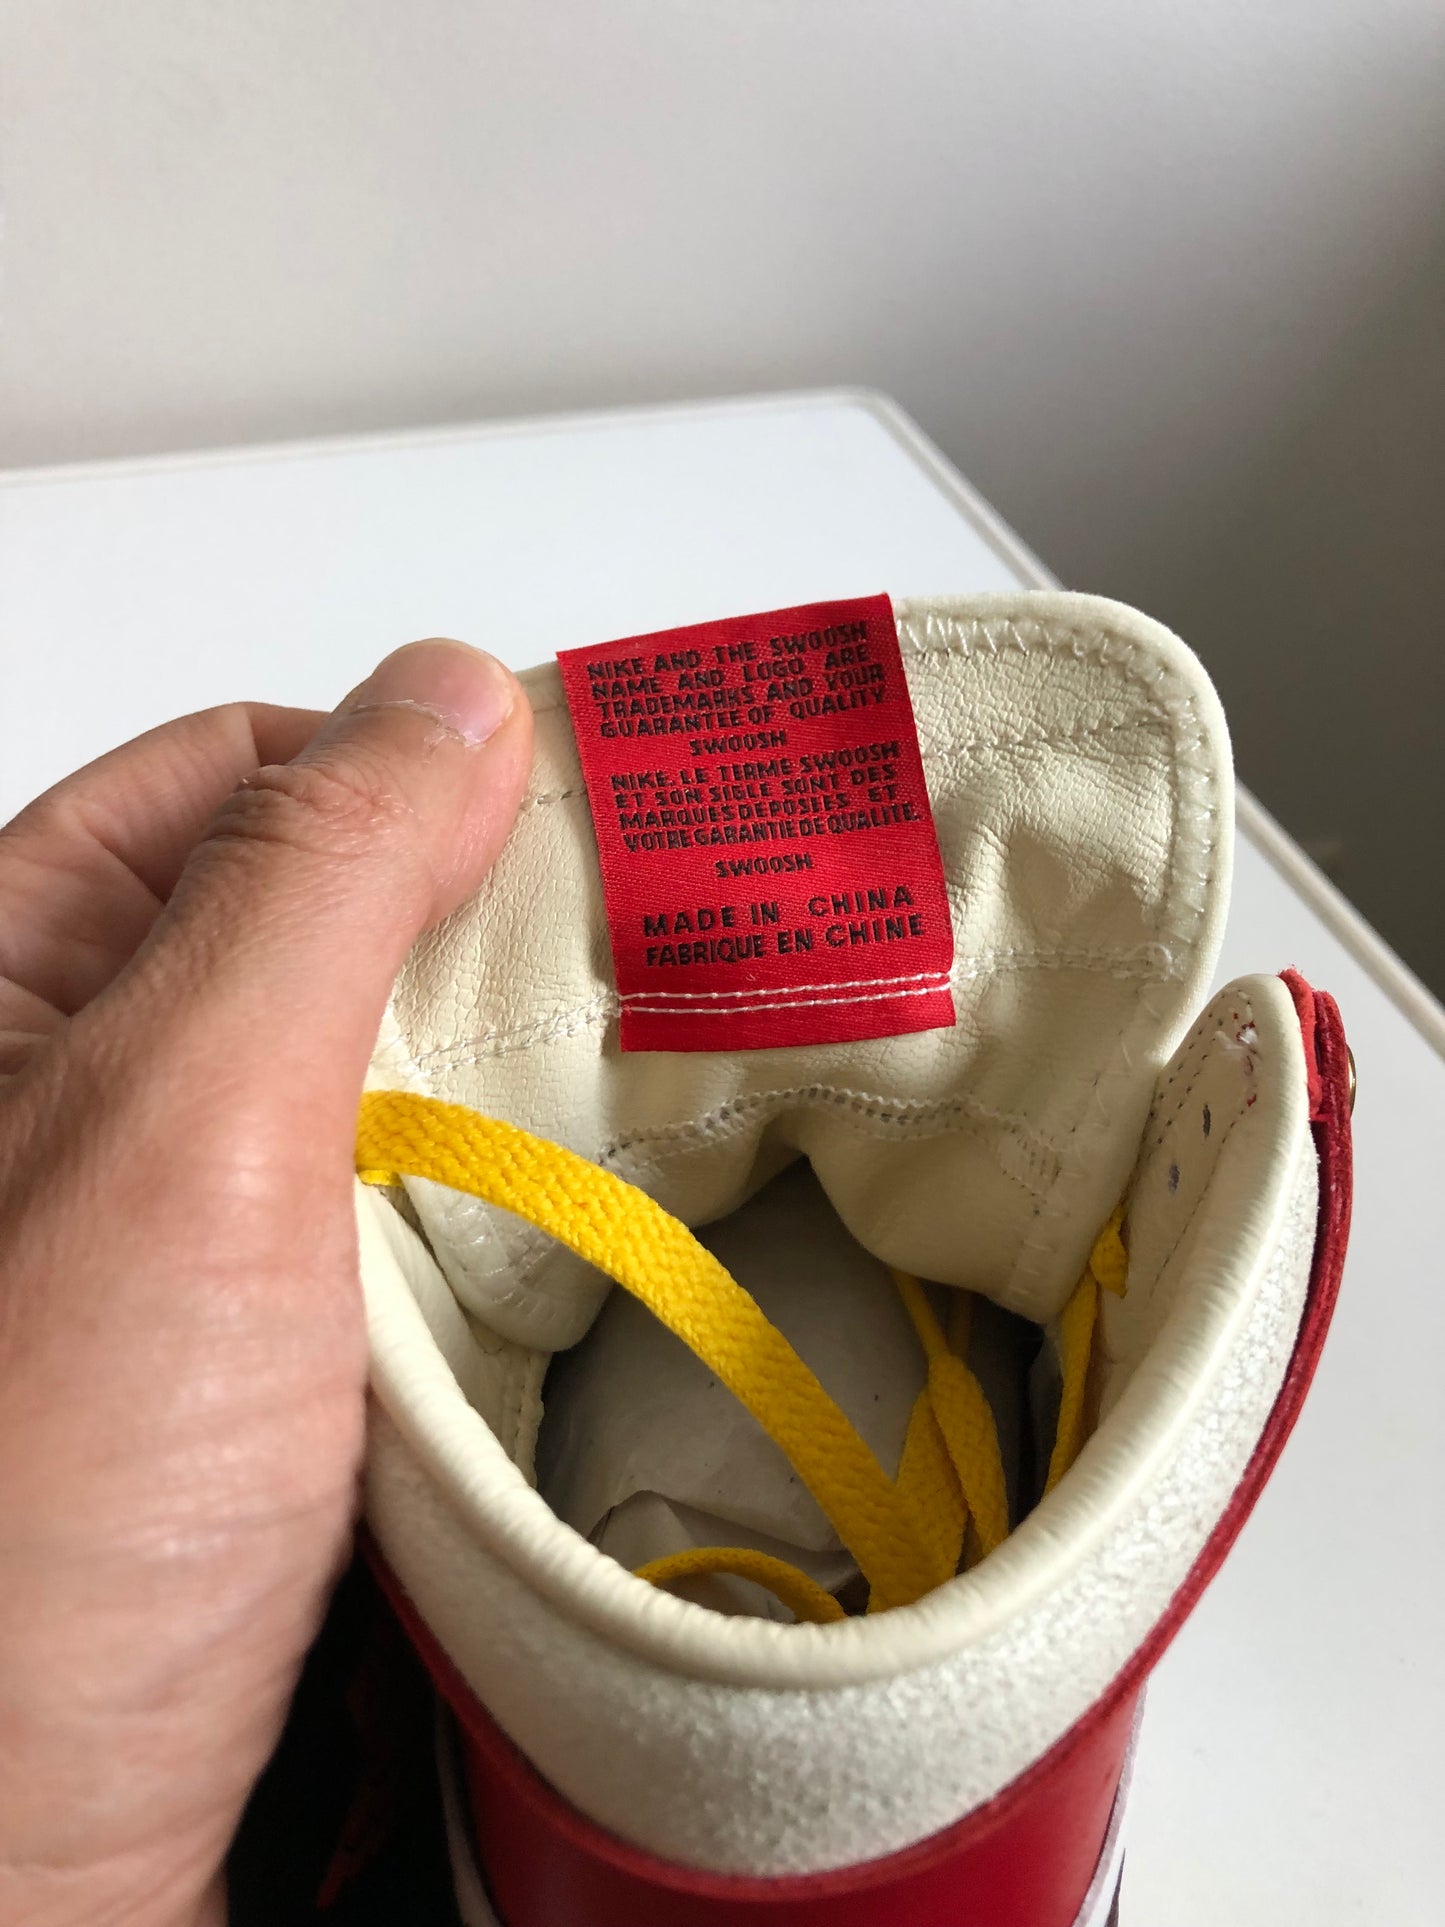 NIKE AND THE SWOOSH
NAME AND LOGO ARE
TRADEMARKS AND YOUR
GUARANTEE OF QUALITY
SWOOSH
NIKE. LE TERME SWOOSH
ET SON SIGLE SONT DES
MARQUES DEPOSEES ET
VOTRE GARANTIE DE QUALITE.
SWOOSH
MADE IN CHINA
FABRIQUE EN CHINE